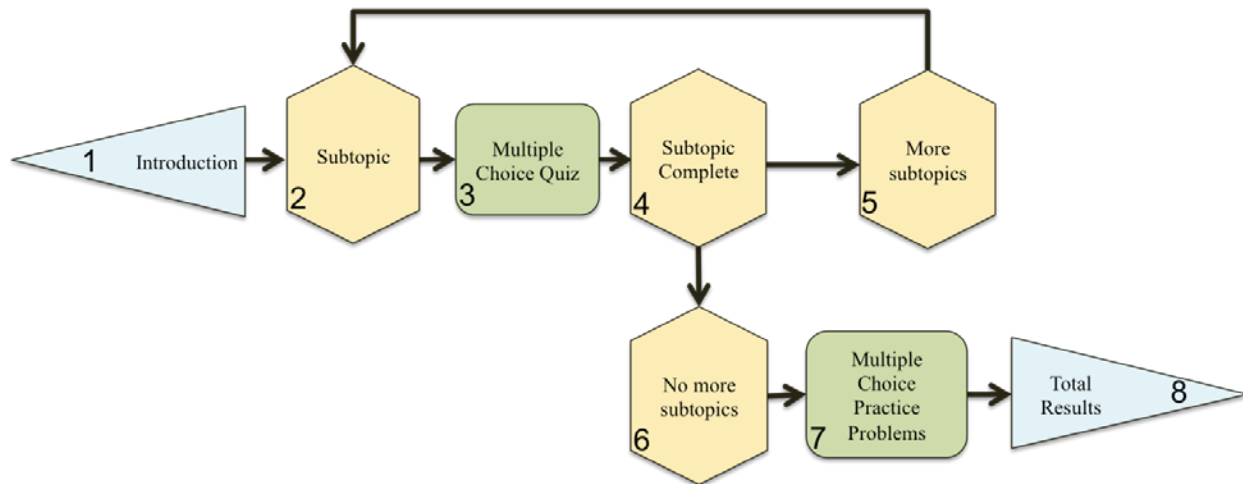 1 Introduction
Subtopic
2
Multiple
Choice Quiz
3
Subtopic
Complete
4
More
subtopics
5
No more
subtopics
6
Multiple
Choice
Practice
Problems
7
Total
Results
8